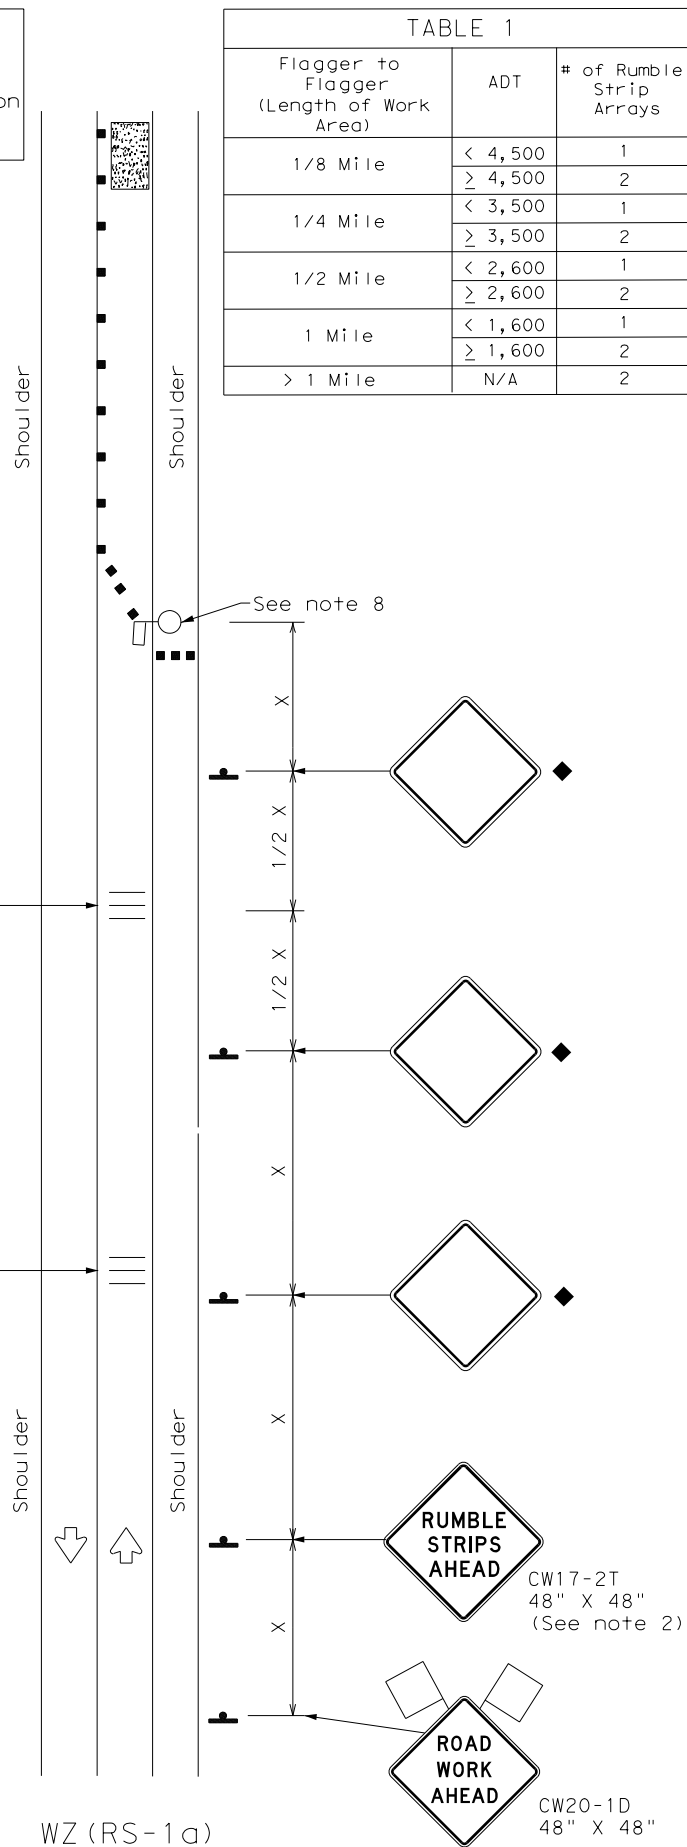 on
TABLE 1
Flagger to
Flagger
(Length of Work
Area)
ADT
# of Rumble
Strip
Arrays
1/8 Mile
< 4,500
1
≥ 4,500
2
1/4 Mile
< 3,500
1
≥ 3,500
2
1/2 Mile
< 2,600
1
≥ 2,600
2
1 Mile
< 1,600
1
≥ 1,600
2
> 1 Mile
N/A
2
Shoulder
Shoulder
See note 8
X
1/2 X
1/2 X
X
X
Shoulder
Shoulder
RUMBLE
STRIPS
AHEAD
CW17-2T
48" X 48"
(See note 2)
X
ROAD
WORK
AHEAD
CW20-1D
48" X 48"
WZ(RS-1a)